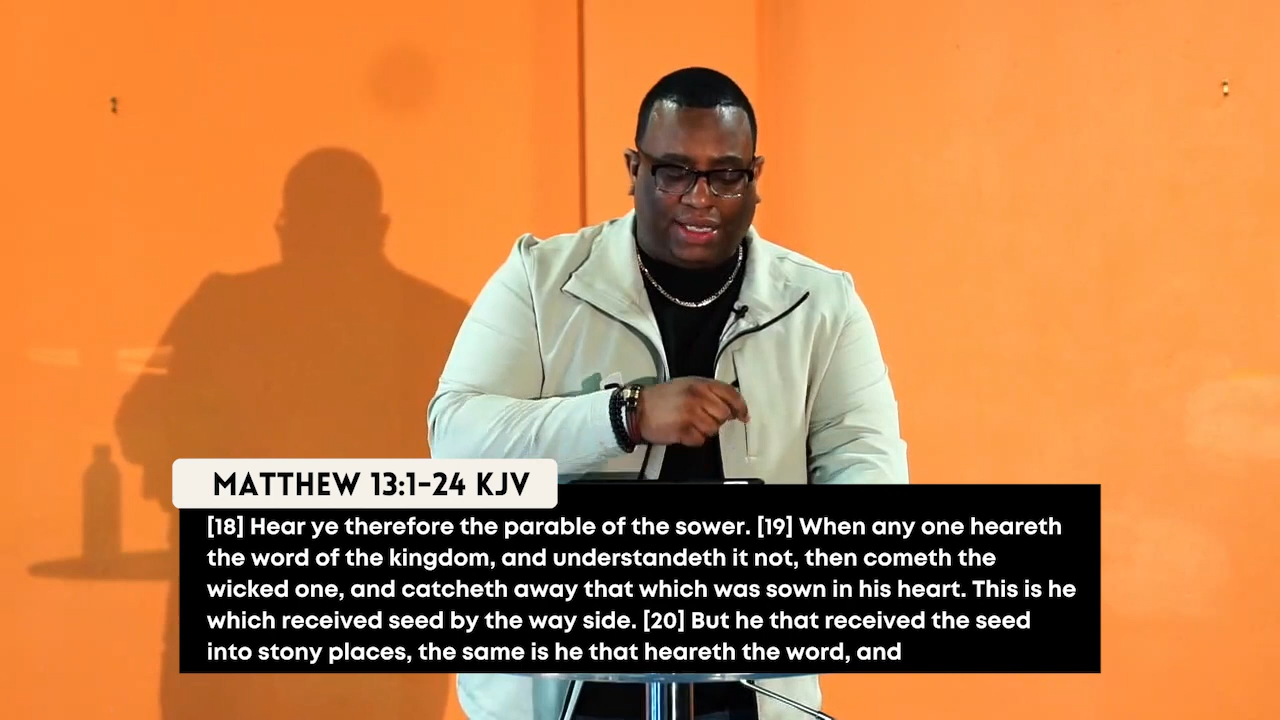 MATTHEW 13:1-24 KJV
[18] Hear ye therefore the parable of the sower. [19] When any one heareth
the word of the kingdom, and understandeth it not, then cometh the
wicked one, and catcheth away that which was sown in his heart. This is he
which received seed by the way side. [20] But he that received the seed
into stony places, the same is he that heareth the word, and